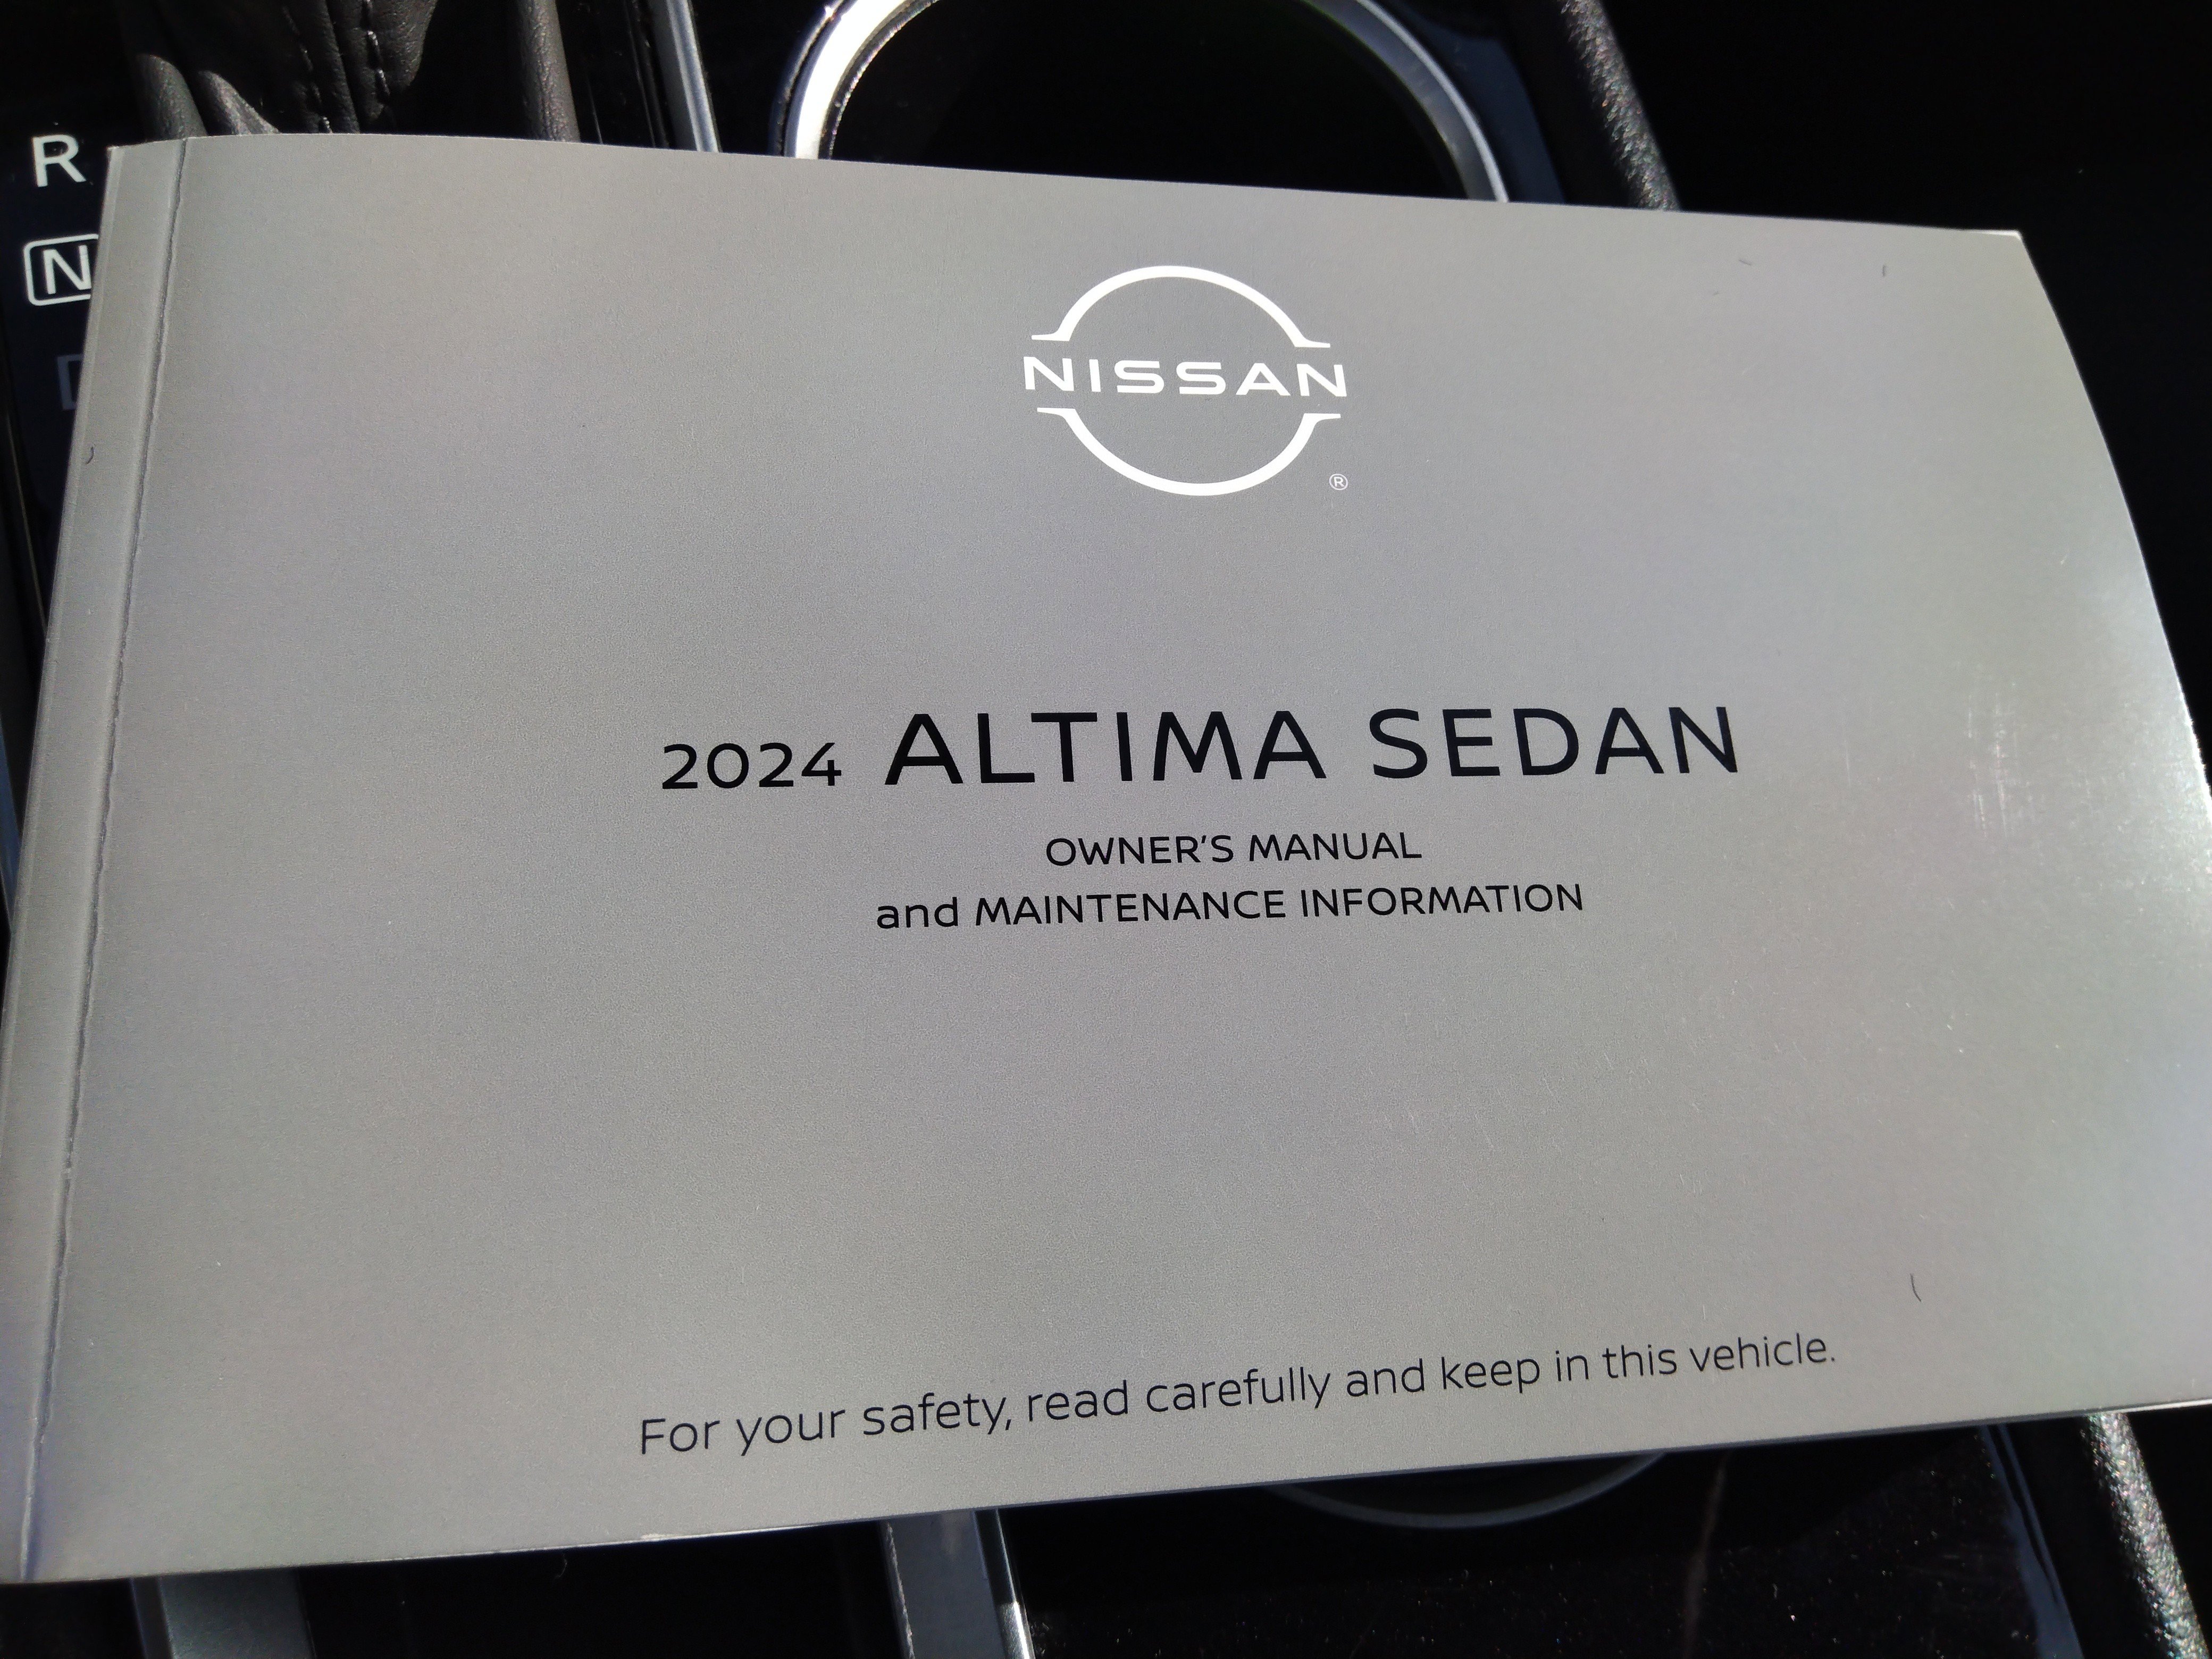 R
N
NISSAN
®
2024 ALTIMA SEDAN
OWNER'S MANUAL
and MAINTENANCE INFORMATION
For your safety, read carefully and keep in this vehicle.